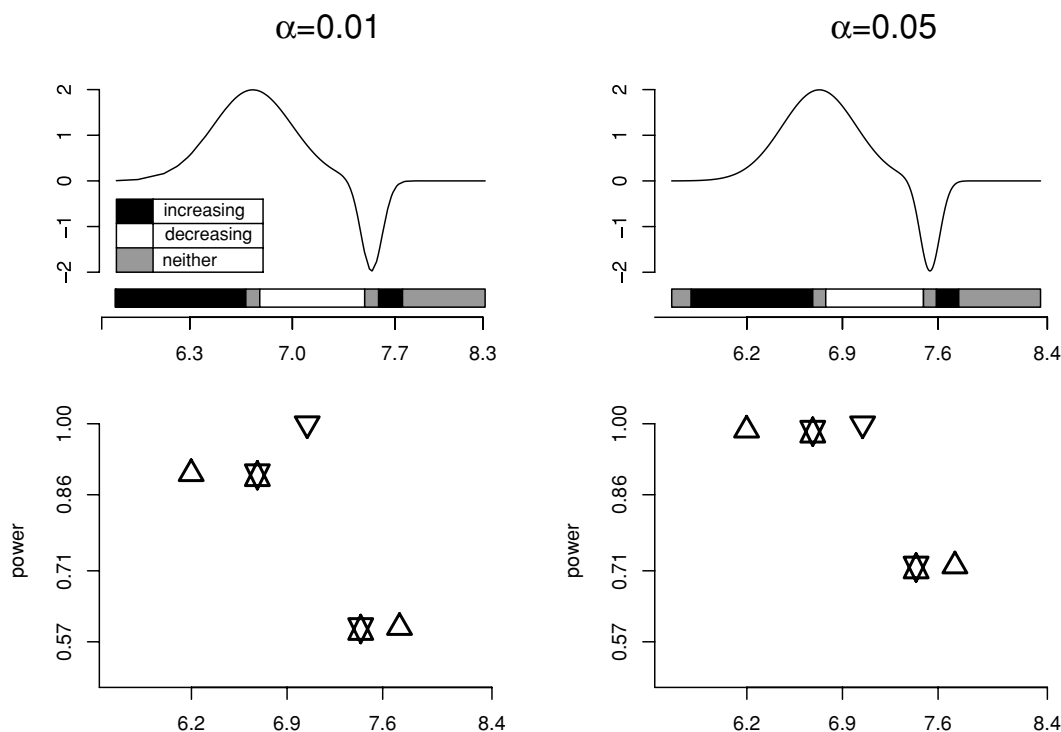 α=0.01
α=0.05
2
1
0
−1
−2
increasing
decreasing
neither
6.3 7.0 7.7 8.3
2
1
0
−1
−2
6.2 6.9 7.6 8.4
power
1.00
0.86
0.71
0.57
6.2 6.9 7.6 8.4
power
1.00
0.86
0.71
0.57
6.2 6.9 7.6 8.4